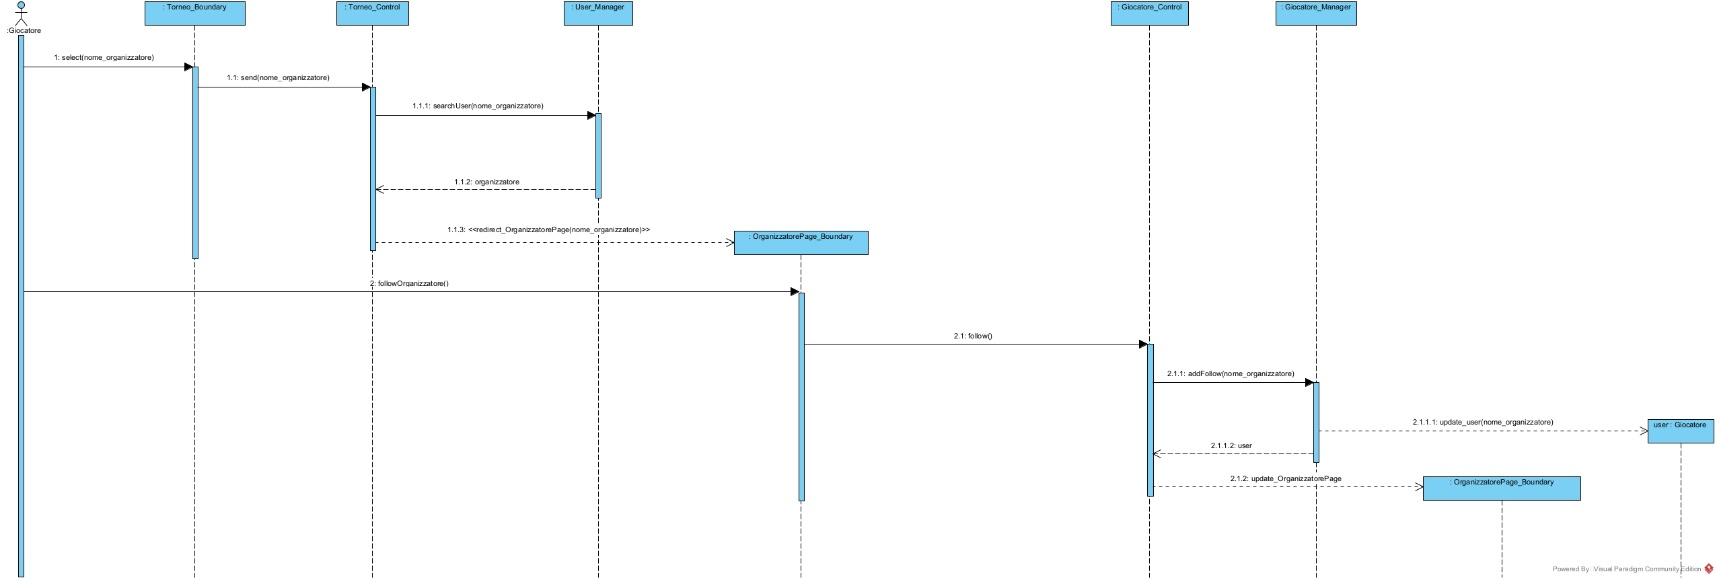 : Torneo_Boundary
: Torneo_Control
: User_Manager
: Giocatore_Control
: Giocatore_Manager
:Giocatore
1: select(nome_organizzatore)
1.1: send(nome_organizzatore)
1.1.1: searchUser(nome_organizzatore)
1.1.2: organizzatore
1.1.3: <<redirect_OrganizzatorePage(nome_organizzatore)>>
: OrganizzatorePage_Boundary
2: followOrganizzatore()
2.1: follow()
2.1.1: addFollow(nome_organizzatore)
2.1.1.1: update_user(nome_organizzatore)
user : Giocatore
2.1.1.2: user
2.1.2: update_OrganizzatorePage
: OrganizzatorePage_Boundary
Powered By Visual Paradigm Community Edition